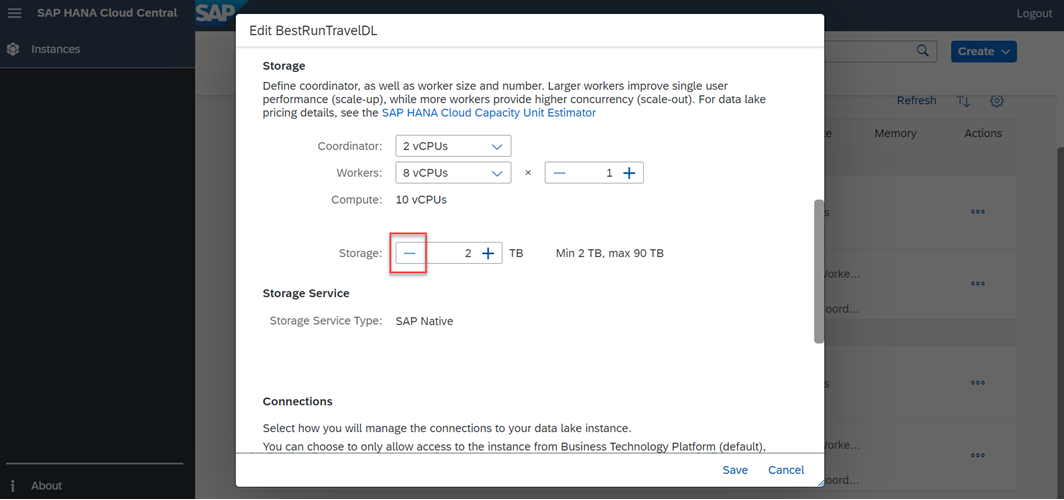 SAP HANA Cloud Central
SAP
Logout
Instances
Create
Refresh
Memory
Actions
Edit BestRunTravelDL
Storage
Define coordinator, as well as worker size and number. Larger workers improve single user
performance (scale-up), while more workers provide higher concurrency (scale-out). For data lake
pricing details, see the SAP HANA Cloud Capacity Unit Estimator
Coordinator: 2 vCPUs
Workers: 8 vCPUs × — 1 +
Compute: 10 vCPUs
Storage: — 2 + TB Min 2 TB, max 90 TB
Storage Service
Storage Service Type: SAP Native
Connections
Select how you will manage the connections to your data lake instance.
You can choose to only allow access to the instance from Business Technology Platform (default),
Save Cancel
About